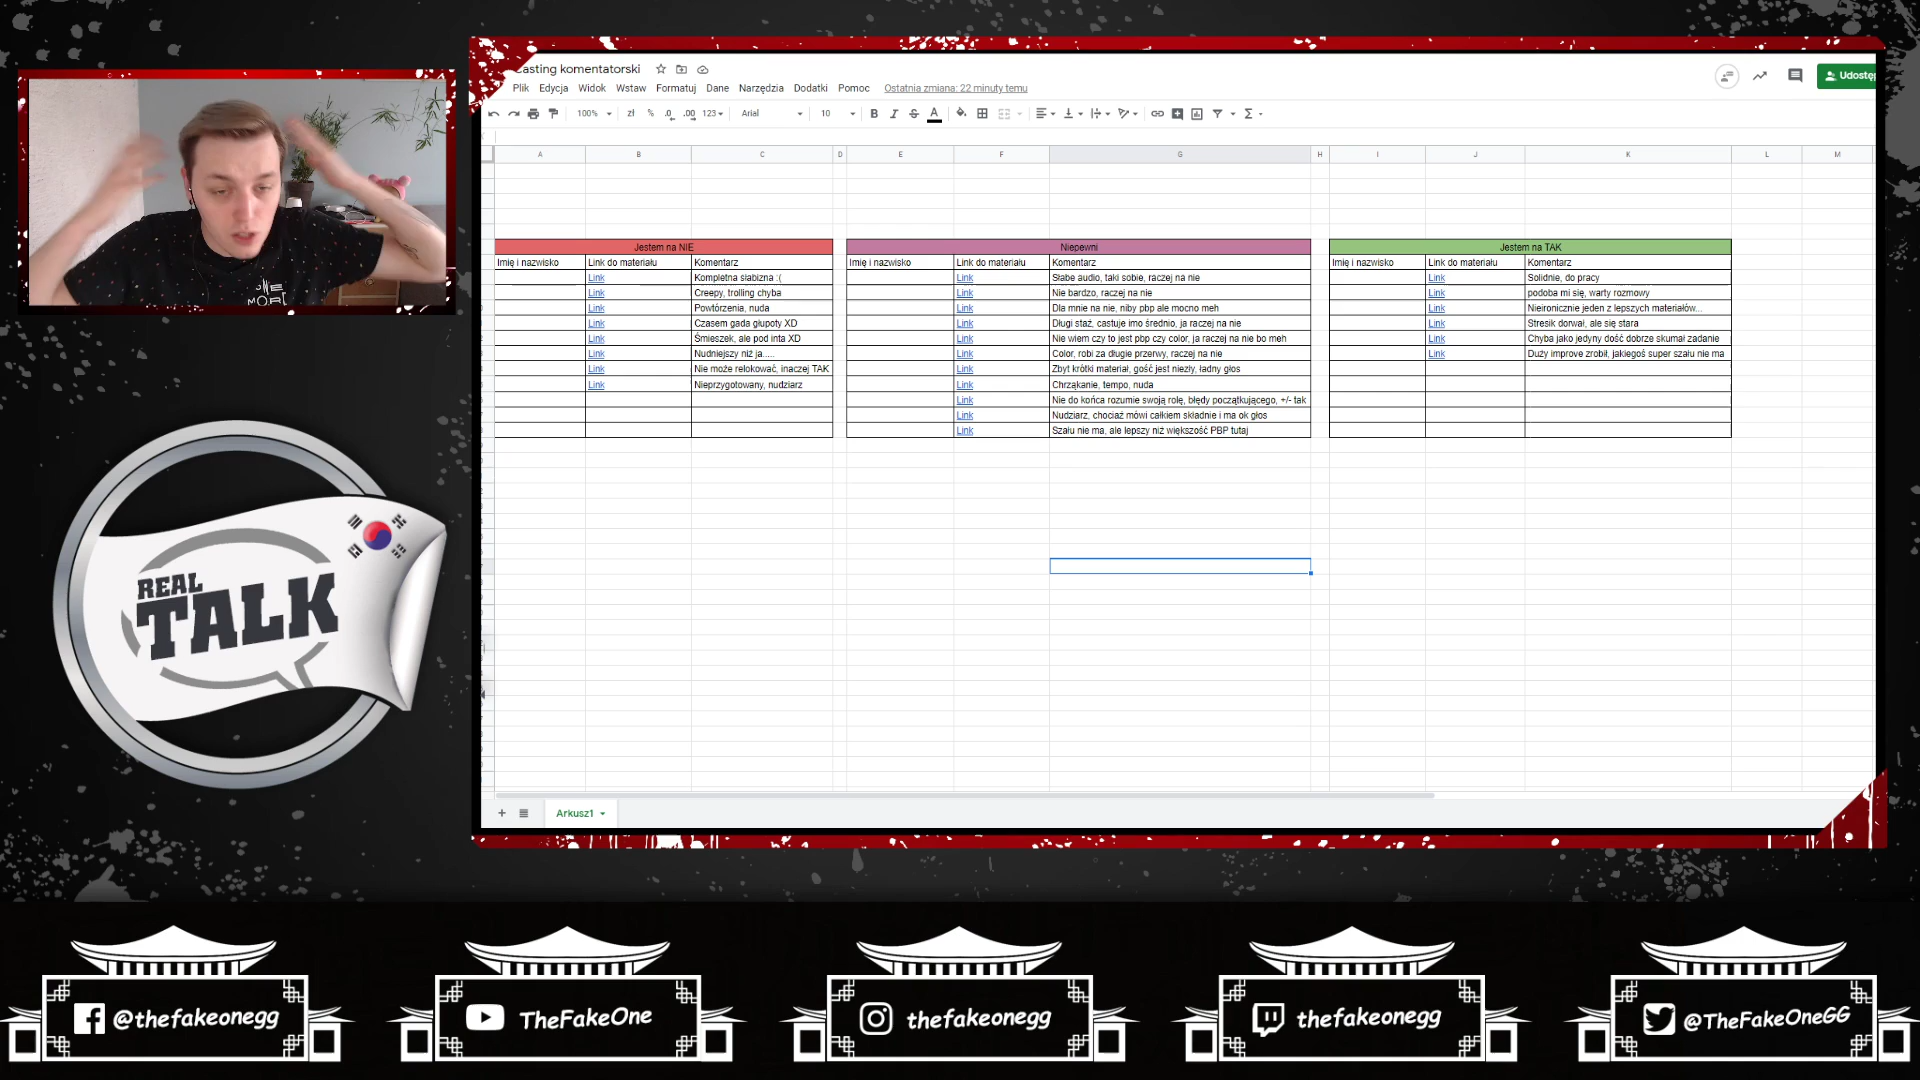 Casting komentatorski
Plik Edycja Widok Wstaw Formatuj Dane Narzędzia Dodatki Pomoc Ostatnia zmiana: 22 minuty temu
Udostęp
100% zł % .0 .00 123 Arial 10 B I S A Σ
A B C D E F G H I J K L M
Jestem na NIE
Imię i nazwisko Link do materiału Komentarz
Link Kompletna słabizna :(
Link Creepy, trolling chyba
Link Powtórzenia, nuda
Link Czasem gada głupoty XD
Link Śmieszek, ale pod inta XD
Link Nudniejszy niż ja.....
Link Nie może relokować, inaczej TAK
Link Nieprzygotowany, nudziarz
Niepewni
Imię i nazwisko Link do materiału Komentarz
Link Słabe audio, taki sobie, raczej na nie
Link Nie bardzo, raczej na nie
Link Dla mnie na nie, niby pbp ale mocno meh
Link Długi staż, castuje imo średnio, ja raczej na nie
Link Nie wiem czy to jest pbp czy color, ja raczej na nie bo meh
Link Color, robi za długie przerwy, raczej na nie
Link Zbyt krótki materiał, gość jest niezły, ładny głos
Link Chrząkanie, tempo, nuda
Link Nie do końca rozumie swoją rolę, błędy początkującego, +/- tak
Link Nudziarz, chociaż mówi całkiem składnie i ma ok głos
Link Szału nie ma, ale lepszy niż większość PBP tutaj
Jestem na TAK
Imię i nazwisko Link do materiału Komentarz
Link Solidnie, do pracy
Link podoba mi się, warty rozmowy
Link Nieironicznie jeden z lepszych materiałów...
Link Stresik dorwał, ale się stara
Link Chyba jako jedyny dość dobrze skumał zadanie
Link Duży improve zrobił, jakiegoś super szału nie ma
Arkusz1
REAL
TALK
@thefakeonegg
TheFakeOne
thefakeonegg
thefakeonegg
@TheFakeOneGG